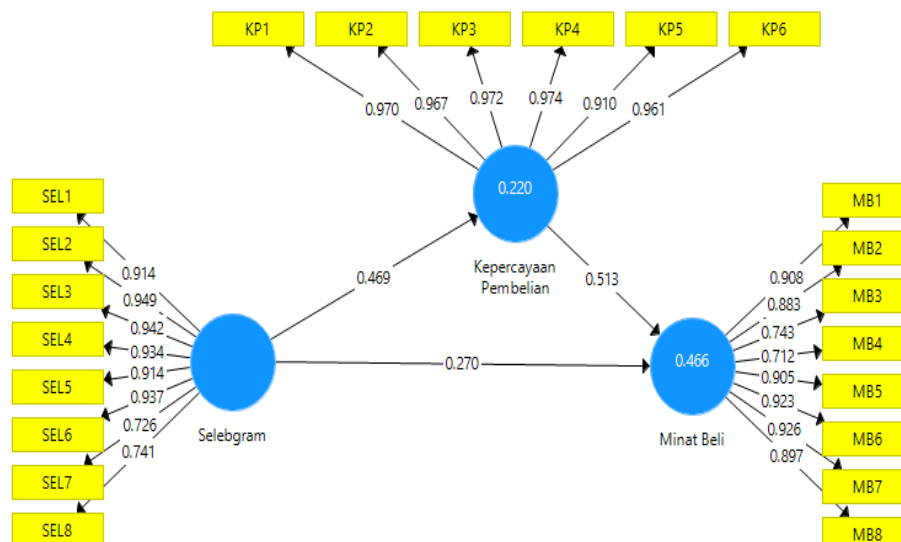 KP1 KP2 KP3 KP4 KP5 KP6
0.970 0.967 0.972 0.974 0.910 0.961
0.220
Kepercayaan
Pembelian
SEL1
SEL2
SEL3
SEL4
SEL5
SEL6
SEL7
SEL8
0.914
0.949
0.942
0.934
0.914
0.937
0.726
0.741
Selebgram
0.469
0.513
0.270
0.466
Minat Beli
0.908
0.883
0.743
0.712
0.905
0.923
0.926
0.897
MB1
MB2
MB3
MB4
MB5
MB6
MB7
MB8